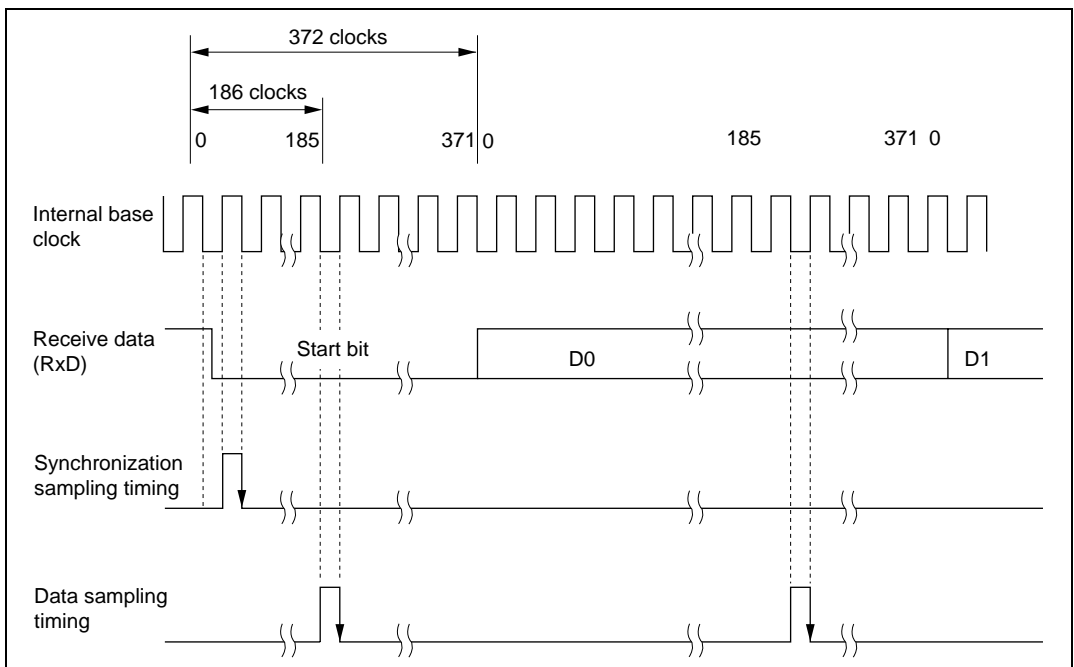 372 clocks
186 clocks
0 185 371 0 185 371 0
Internal base
clock
Receive data
(RxD)
Start bit D0 D1
Synchronization
sampling timing
Data sampling
timing